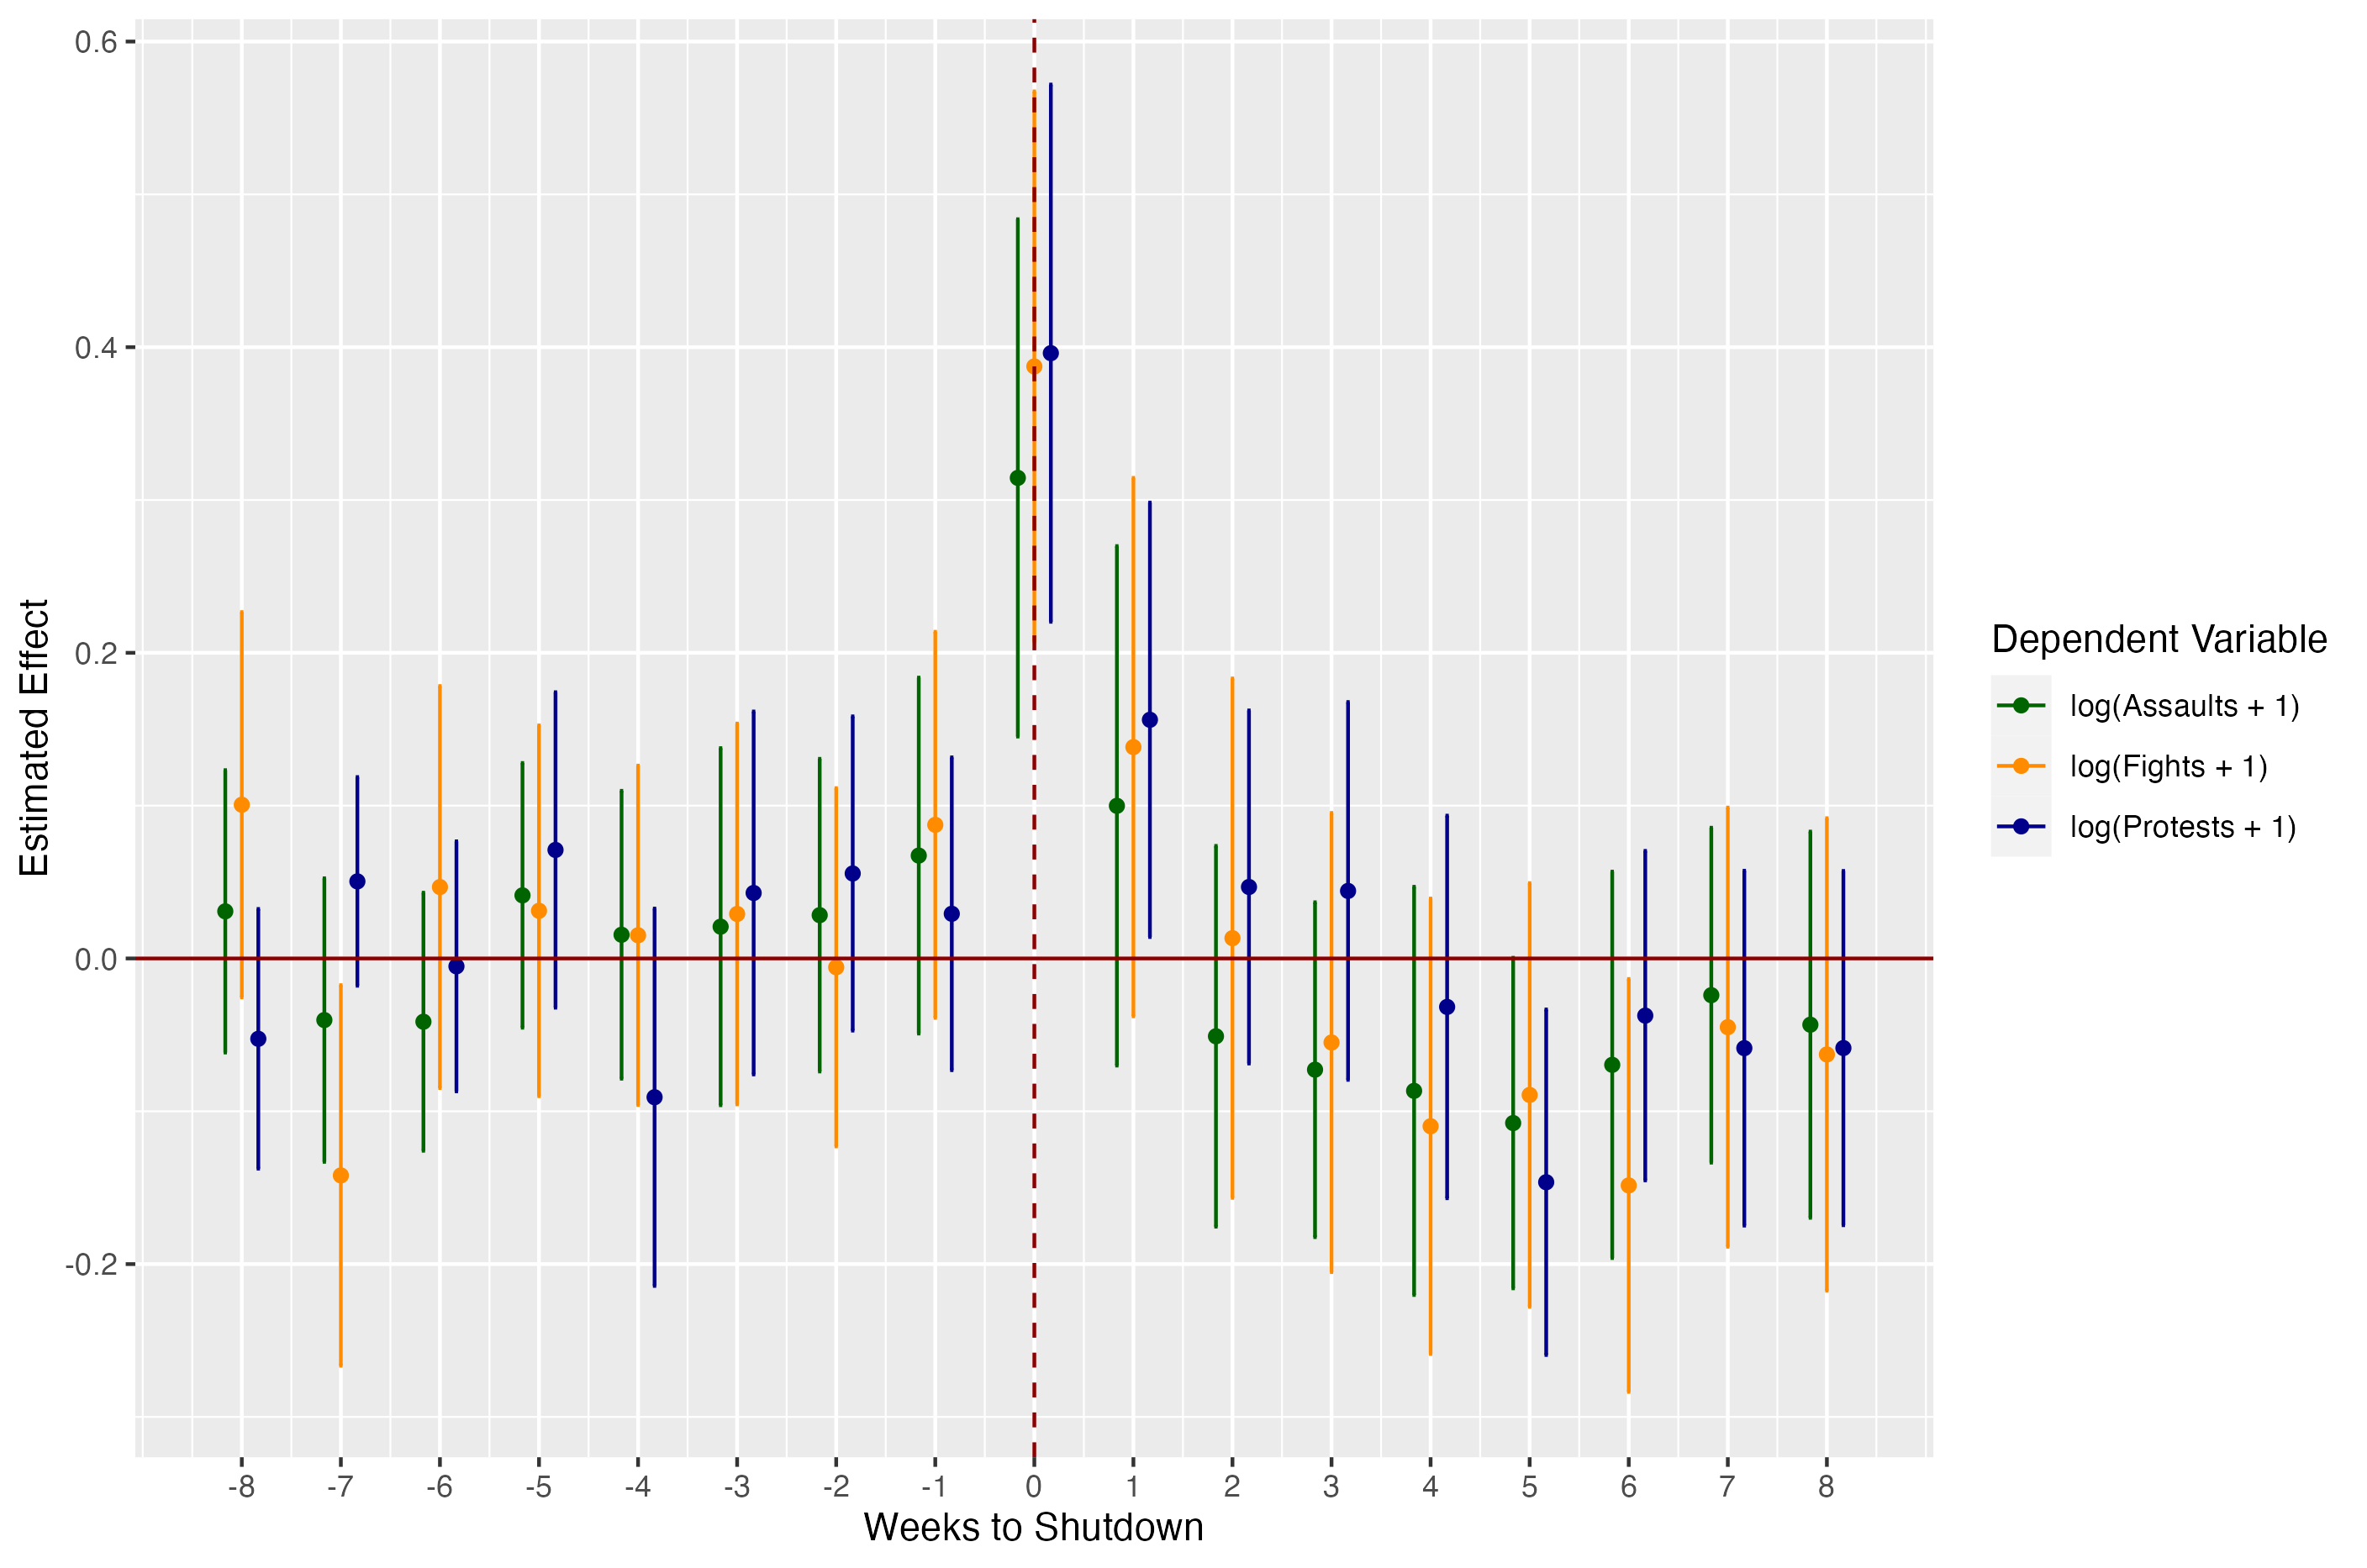 0.6
0.4
0.2
0.0
-0.2
Estimated Effect
-8 -7 -6 -5 -4 -3 -2 -1 0 1 2 3 4 5 6 7 8
Weeks to Shutdown
Dependent Variable
log(Assaults + 1)
log(Fights + 1)
log(Protests + 1)